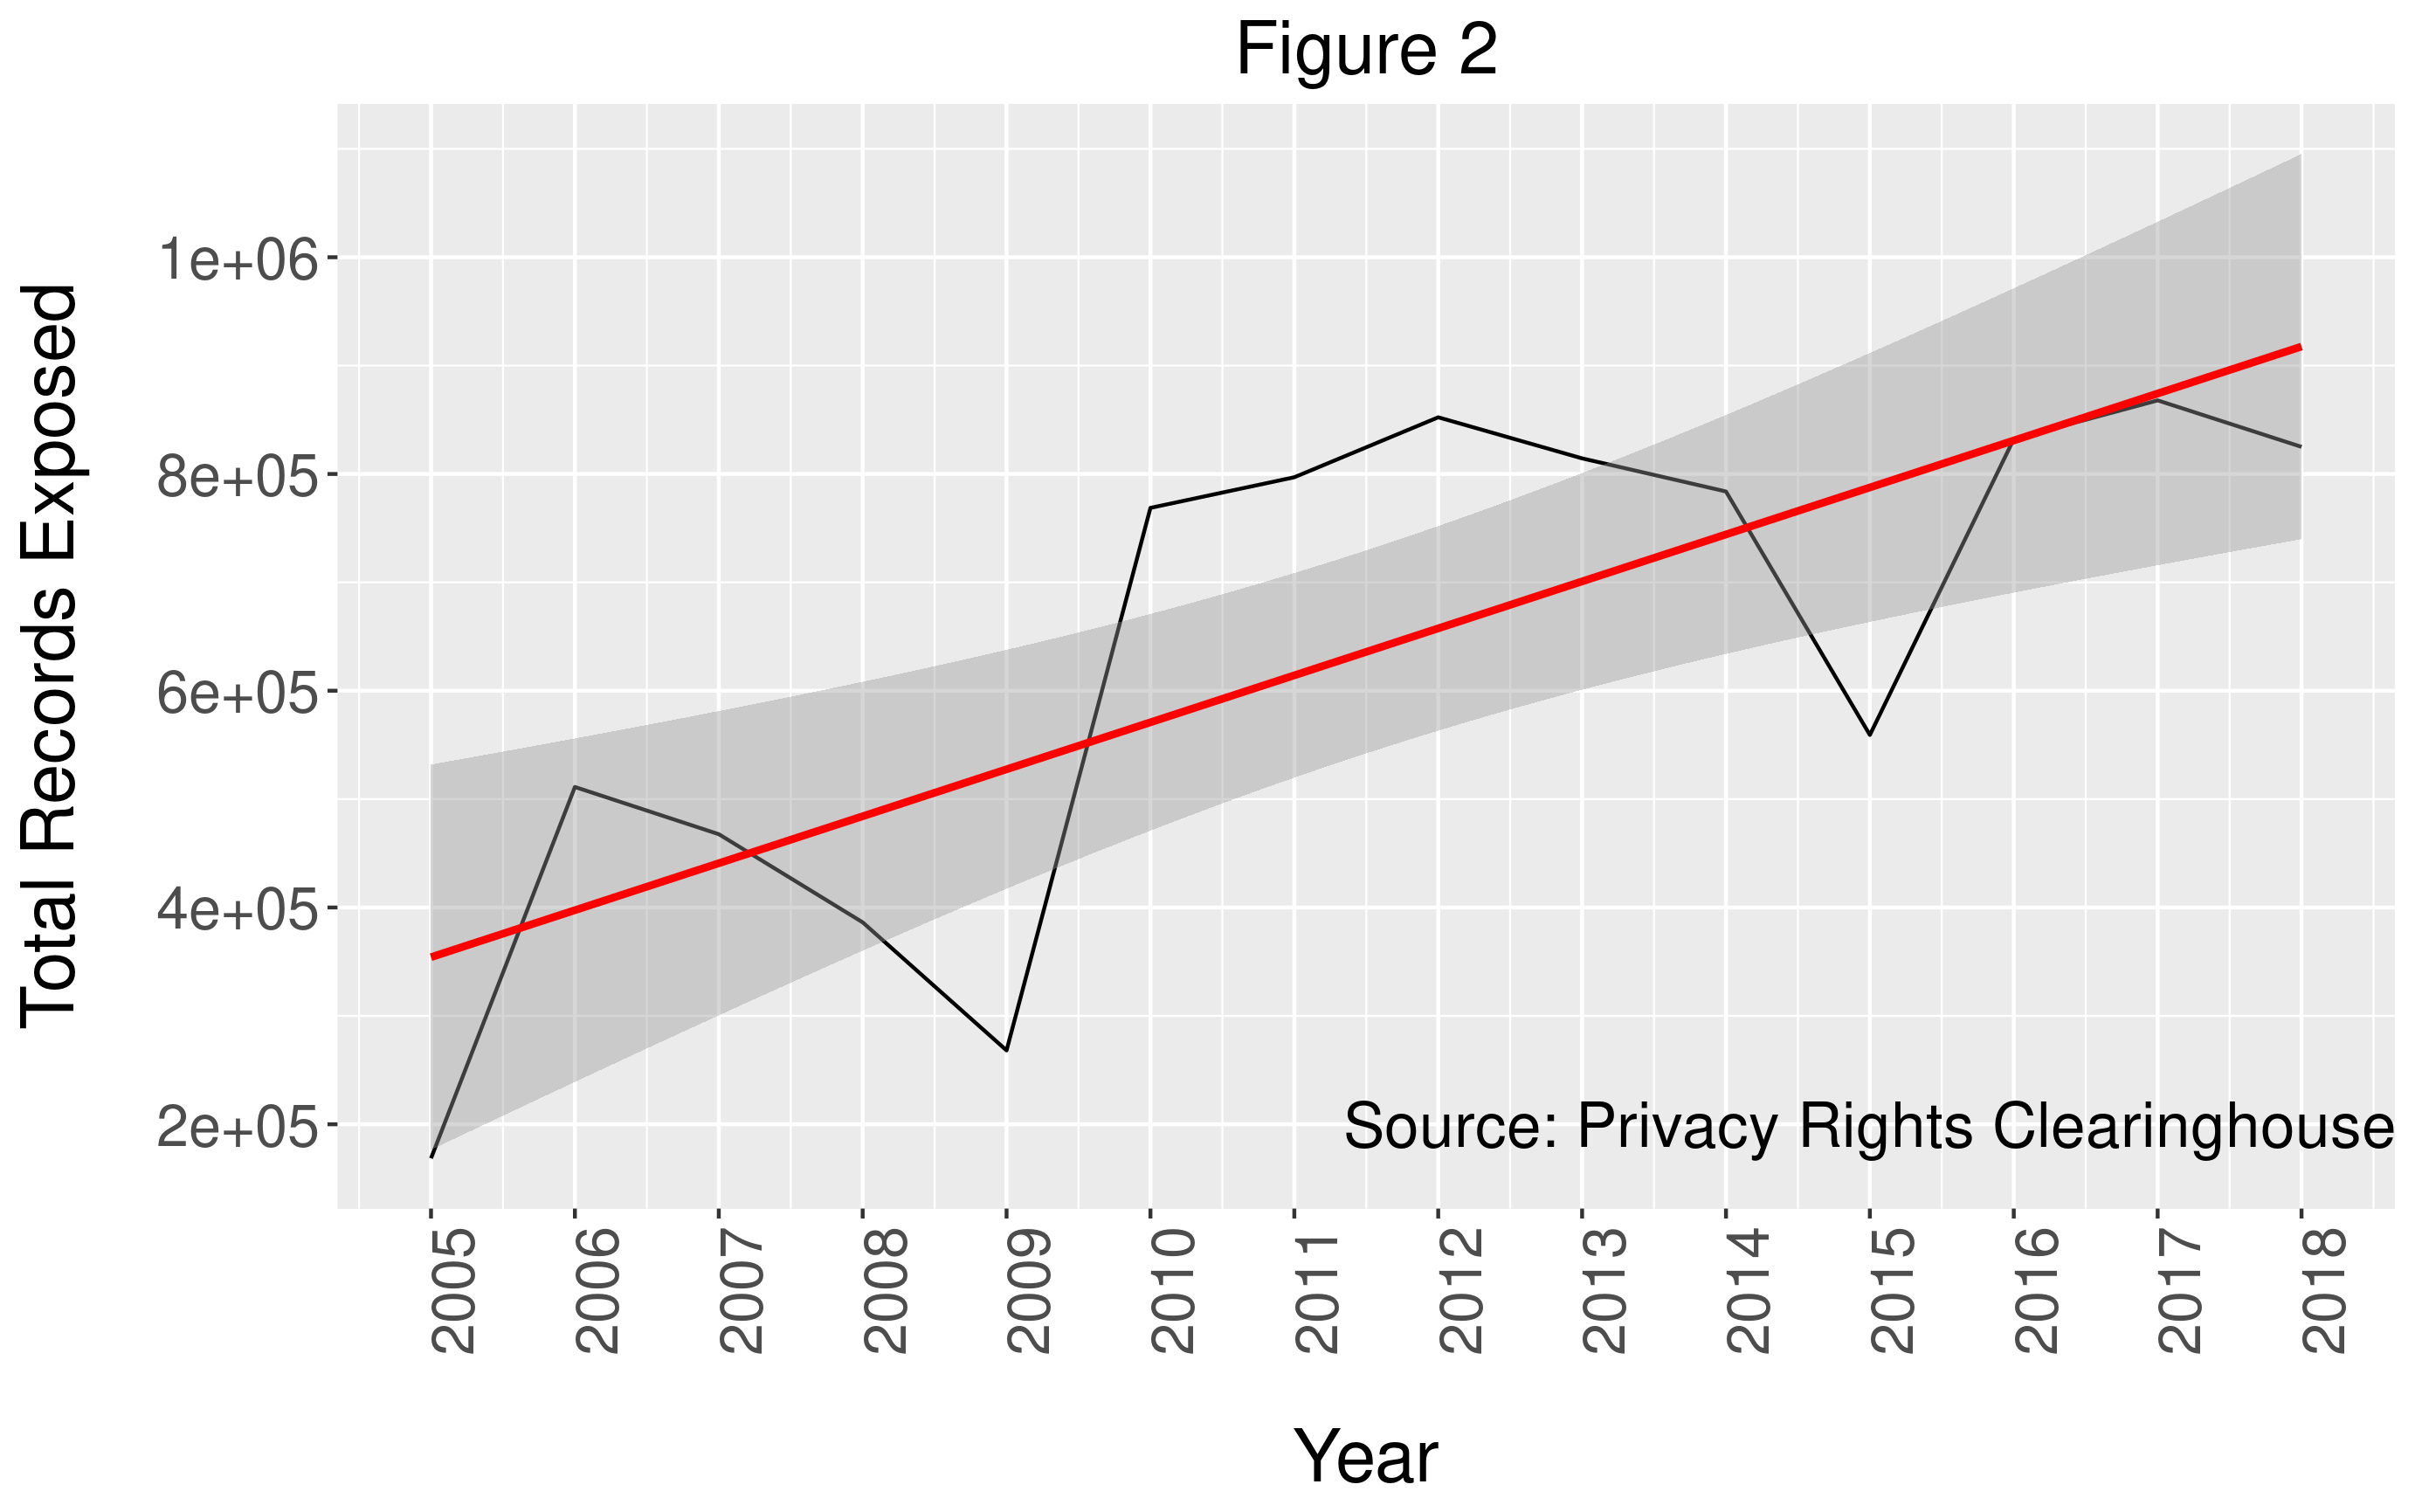 Figure 2
Total Records Exposed
1e+06
8e+05
6e+05
4e+05
2e+05
Source: Privacy Rights Clearinghouse
2005
2006
2007
2008
2009
2010
2011
2012
2013
2014
2015
2016
2017
2018
Year